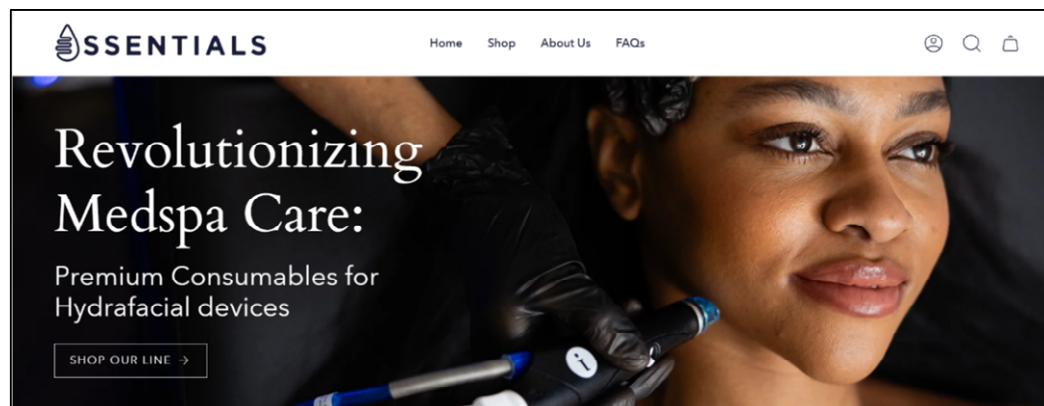 SSENTIALS
Home Shop About Us FAQs
Revolutionizing
Medspa Care:
Premium Consumables for
Hydrafacial devices
SHOP OUR LINE →
i